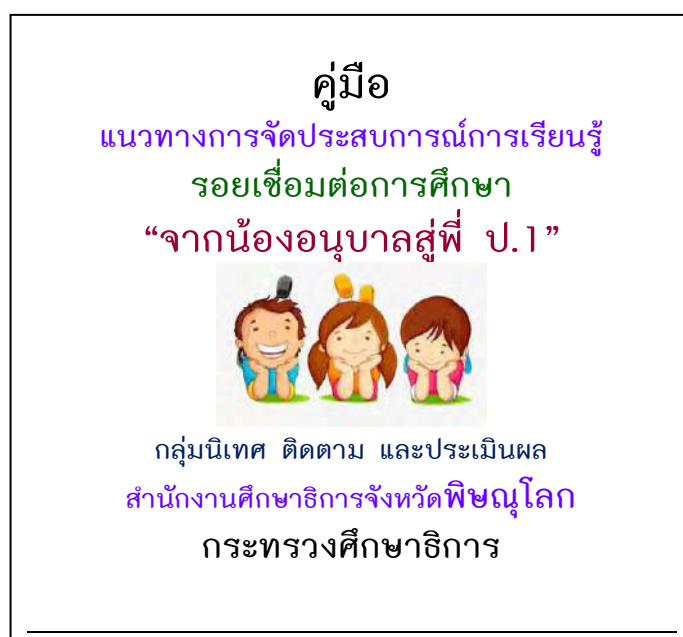 คู่มือ
แนวทางการจัดประสบการณ์การเรียนรู้
รอยเชื่อมต่อการศึกษา
“จากน้องอนุบาลสู่พี่ ป.1”
กลุ่มนิเทศ ติดตาม และประเมินผล
สำนักงานศึกษาธิการจังหวัดพิษณุโลก
กระทรวงศึกษาธิการ